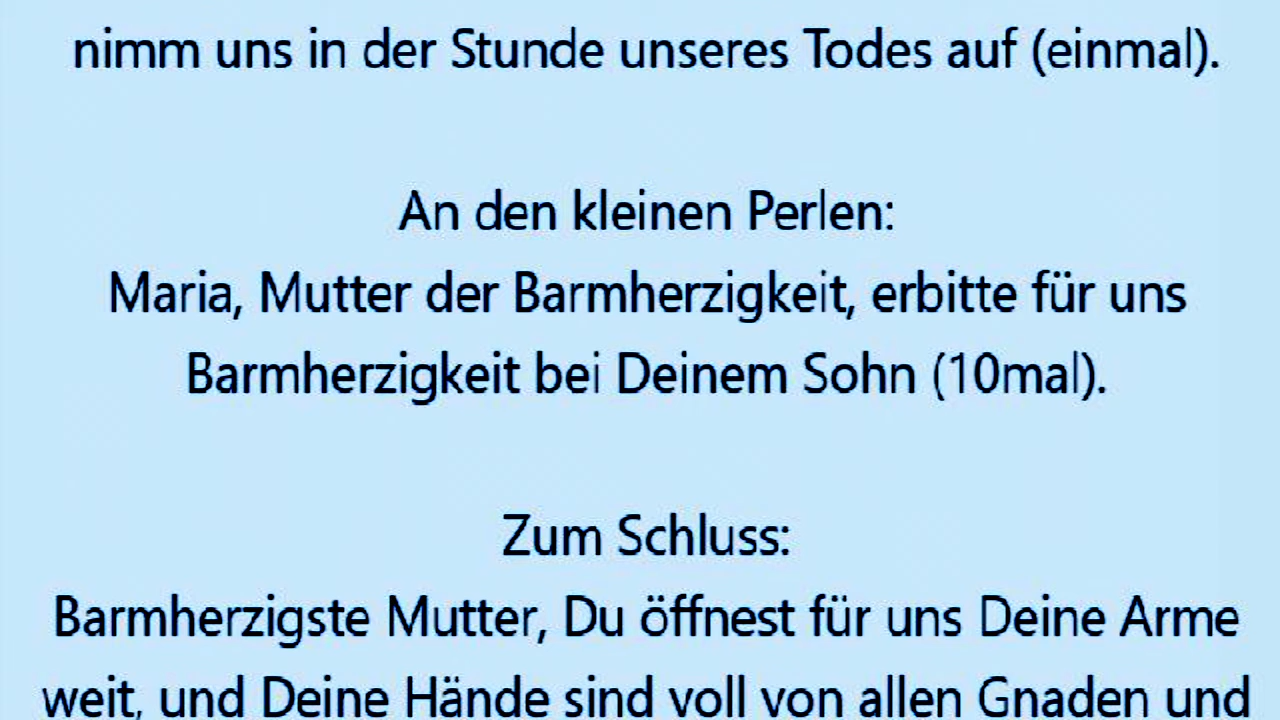 nimm uns in der Stunde unseres Todes auf (einmal).
An den kleinen Perlen:
Maria, Mutter der Barmherzigkeit, erbitte für uns
Barmherzigkeit bei Deinem Sohn (10mal).
Zum Schluss:
Barmherzigste Mutter, Du öffnest für uns Deine Arme
weit, und Deine Hände sind voll von allen Gnaden und